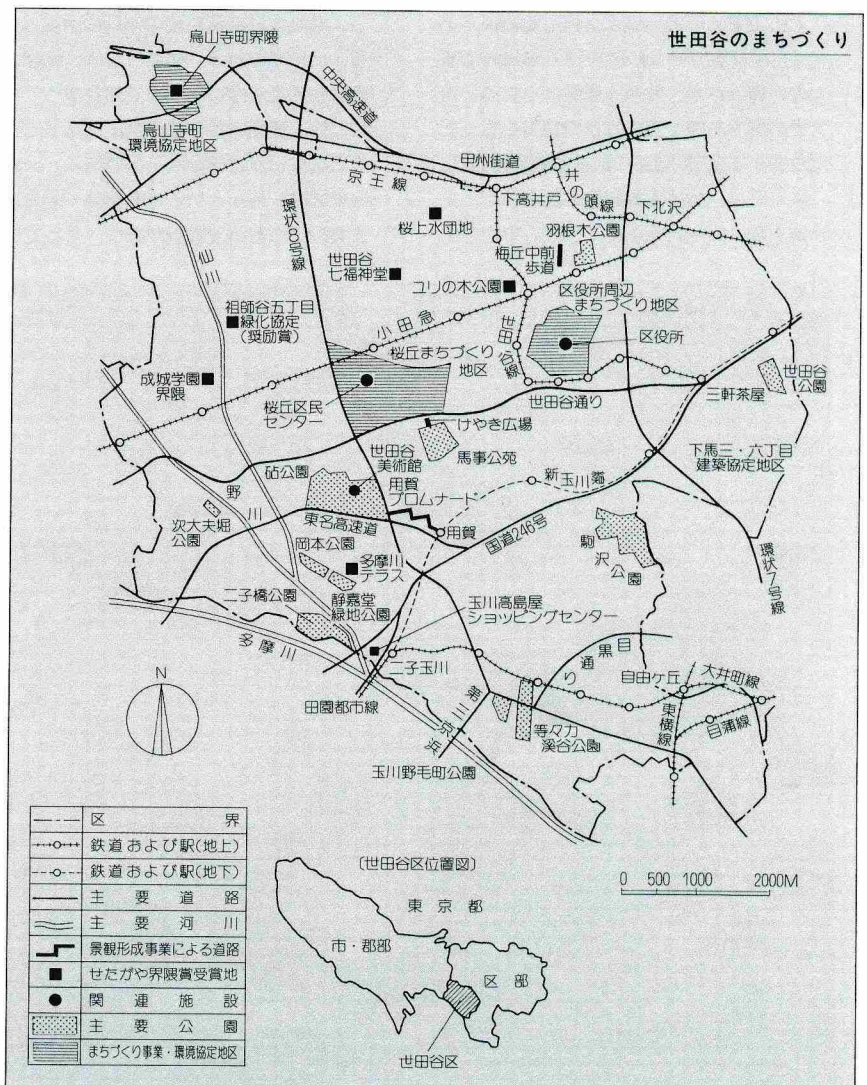 世田谷のまちづくり
烏山寺町界隈
中央高速道
烏山寺町
環境協定地区
甲州街道
京王線
井の頭線
下高井戸
下北沢
環状8号線
桜上水団地
羽根木公園
梅丘中前
歩道
世田谷
七福神堂
ユリの木公園
仙川
祖師谷五丁目
緑化協定
(奨励賞)
小田急
区役所周辺
まちづくり地区
世田谷線
区役所
桜丘まちづくり
地区
成城学園
界隈
桜丘区民
センター
世田谷通り
三軒茶屋
世田谷
公園
けやき広場
世田谷
美術館
馬事公苑
下馬三・六丁目
建築協定地区
砧公園
野川
用賀
プロムナード
新玉川線
次大夫堀
公園
東名高速道
用賀
国道246号
岡本公園
多摩川
テラス
駒沢公園
環状7号線
二子橋公園
静嘉堂
緑地公園
玉川高島屋
ショッピングセンター
多摩川
目黒通り
二子玉川
自由ヶ丘
大井町線
田園都市線
第三京浜
東横線
目蒲線
等々力
渓谷公園
玉川野毛町公園
N
区界
鉄道および駅(地上)
鉄道および駅(地下)
主要道路
主要河川
景観形成事業による道路
せたがや界隈賞受賞地
関連施設
主要公園
まちづくり事業・環境協定地区
〔世田谷区位置図〕
東京都
市・郡部
区部
世田谷区
0 500 1000 2000M